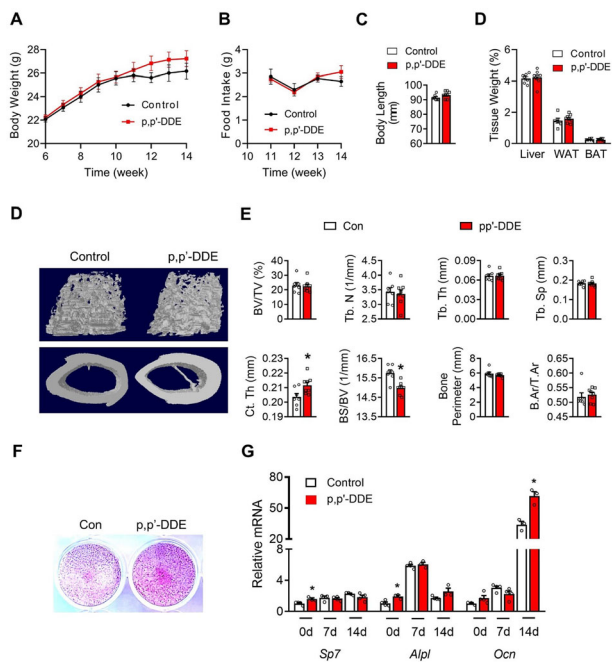 A
Body Weight (g)
28
26
24
22
20
6 7 8 9 10 11 12 13 14
Time (week)
Control
p,p'-DDE
B
Food Intake (g)
4
3
2
1
0
11 12 13 14
Time (week)
Control
p,p'-DDE
C
Control
p,p'-DDE
Body Length
(mm)
100
90
80
70
60
D
Control
p,p'-DDE
Tissue Weight (%)
6
4
2
0
Liver WAT BAT
D
Control p,p'-DDE
E
Con pp'-DDE
BV/TV (%)
40
30
20
10
0
Tb. N (1/mm)
4.5
4.0
3.5
3.0
2.5
Tb. Th (mm)
0.09
0.06
0.03
0.00
Tb. Sp (mm)
0.3
0.2
0.1
0.0
Ct. Th (mm)
0.23
0.22
0.21
0.20
0.19
*
BS/BV (1/mm)
16.5
15.9
15.3
14.7
*
Bone
Perimeter (mm)
10
8
6
4
2
0
B.Ar/T.Ar
0.65
0.60
0.55
0.50
F
Con p,p'-DDE
G
Control
p,p'-DDE
Relative mRNA
80
60
40
8
4
0
* * *
0d 7d 14d 0d 7d 14d 0d 7d 14d
Sp7 Alpl Ocn